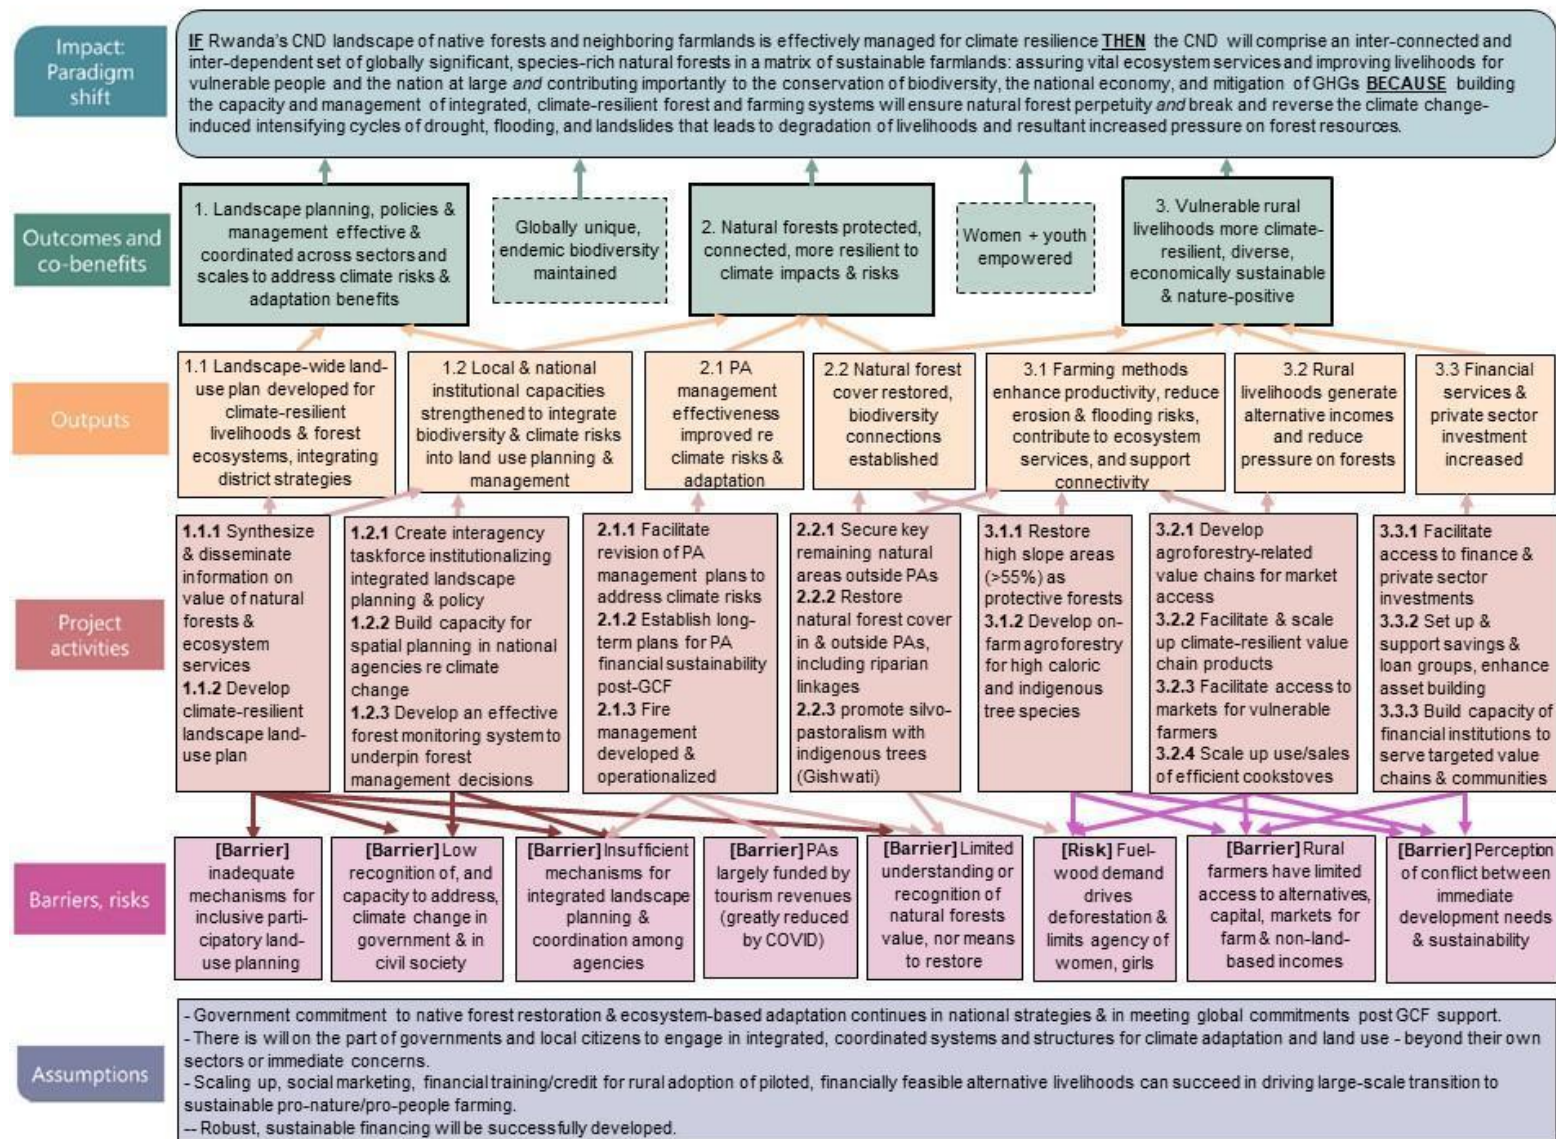 Impact:
Paradigm
shift
IF Rwanda's CND landscape of native forests and neighboring farmlands is effectively managed for climate resilience THEN the CND will comprise an inter-connected and
inter-dependent set of globally significant, species-rich natural forests in a matrix of sustainable farmlands: assuring vital ecosystem services and improving livelihoods for
vulnerable people and the nation at large and contributing importantly to the conservation of biodiversity, the national economy, and mitigation of GHGs BECAUSE building
the capacity and management of integrated, climate-resilient forest and farming systems will ensure natural forest perpetuity and break and reverse the climate change-
induced intensifying cycles of drought, flooding, and landslides that leads to degradation of livelihoods and resultant increased pressure on forest resources.
Outcomes and
co-benefits
1. Landscape planning, policies &
management effective &
coordinated across sectors and
scales to address climate risks &
adaptation benefits
Globally unique,
endemic biodiversity
maintained
2. Natural forests protected,
connected, more resilient to
climate impacts & risks
Women + youth
empowered
3. Vulnerable rural
livelihoods more climate-
resilient, diverse,
economically sustainable
& nature-positive
Outputs
1.1 Landscape-wide land-
use plan developed for
climate-resilient
livelihoods & forest
ecosystems, integrating
district strategies
1.2 Local & national
institutional capacities
strengthened to integrate
biodiversity & climate risks
into land use planning &
management
2.1 PA
management
effectiveness
improved re
climate risks &
adaptation
2.2 Natural forest
cover restored,
biodiversity
connections
established
3.1 Farming methods
enhance productivity, reduce
erosion & flooding risks,
contribute to ecosystem
services, and support
connectivity
3.2 Rural
livelihoods generate
alternative incomes
and reduce
pressure on forests
3.3 Financial
services &
private sector
investment
increased
Project
activities
1.1.1 Synthesize
& disseminate
information on
value of natural
forests &
ecosystem
services
1.1.2 Develop
climate-resilient
landscape land-
use plan
1.2.1 Create interagency
taskforce institutionalizing
integrated landscape
planning & policy
1.2.2 Build capacity for
spatial planning in national
agencies re climate
change
1.2.3 Develop an effective
forest monitoring system to
underpin forest
management decisions
2.1.1 Facilitate
revision of PA
management plans to
address climate risks
2.1.2 Establish long-
term plans for PA
financial sustainability
post-GCF
2.1.3 Fire
management
developed &
operationalized
2.2.1 Secure key
remaining natural
areas outside PAs
2.2.2 Restore
natural forest cover
in & outside PAs,
including riparian
linkages
2.2.3 promote silvo-
pastoralism with
indigenous trees
(Gishwati)
3.1.1 Restore
high slope areas
(>55%) as
protective forests
3.1.2 Develop on-
farm agroforestry
for high caloric
and indigenous
tree species
3.2.1 Develop
agroforestry-related
value chains for market
access
3.2.2 Facilitate & scale
up climate-resilient value
chain products
3.2.3 Facilitate access to
markets for vulnerable
farmers
3.2.4 Scale up use/sales
of efficient cookstoves
3.3.1 Facilitate
access to finance &
private sector
investments
3.3.2 Set up &
support savings &
loan groups, enhance
asset building
3.3.3 Build capacity of
financial institutions to
serve targeted value
chains & communities
Barriers, risks
[Barrier]
inadequate
mechanisms for
inclusive parti-
cipatory land-
use planning
[Barrier] Low
recognition of, and
capacity to address,
climate change in
government & in
civil society
[Barrier] Insufficient
mechanisms for
integrated landscape
planning &
coordination among
agencies
[Barrier] PAs
largely funded by
tourism revenues
(greatly reduced
by COVID)
[Barrier] Limited
understanding or
recognition of
natural forests
value, nor means
to restore
[Risk] Fuel-
wood demand
drives
deforestation &
limits agency of
women, girls
[Barrier] Rural
farmers have limited
access to alternatives,
capital, markets for
farm & non-land-
based incomes
[Barrier] Perception
of conflict between
immediate
development needs
& sustainability
Assumptions
- Government commitment to native forest restoration & ecosystem-based adaptation continues in national strategies & in meeting global commitments post GCF support.
- There is will on the part of governments and local citizens to engage in integrated, coordinated systems and structures for climate adaptation and land use - beyond their own
sectors or immediate concerns.
- Scaling up, social marketing, financial training/credit for rural adoption of piloted, financially feasible alternative livelihoods can succeed in driving large-scale transition to
sustainable pro-nature/pro-people farming.
-- Robust, sustainable financing will be successfully developed.